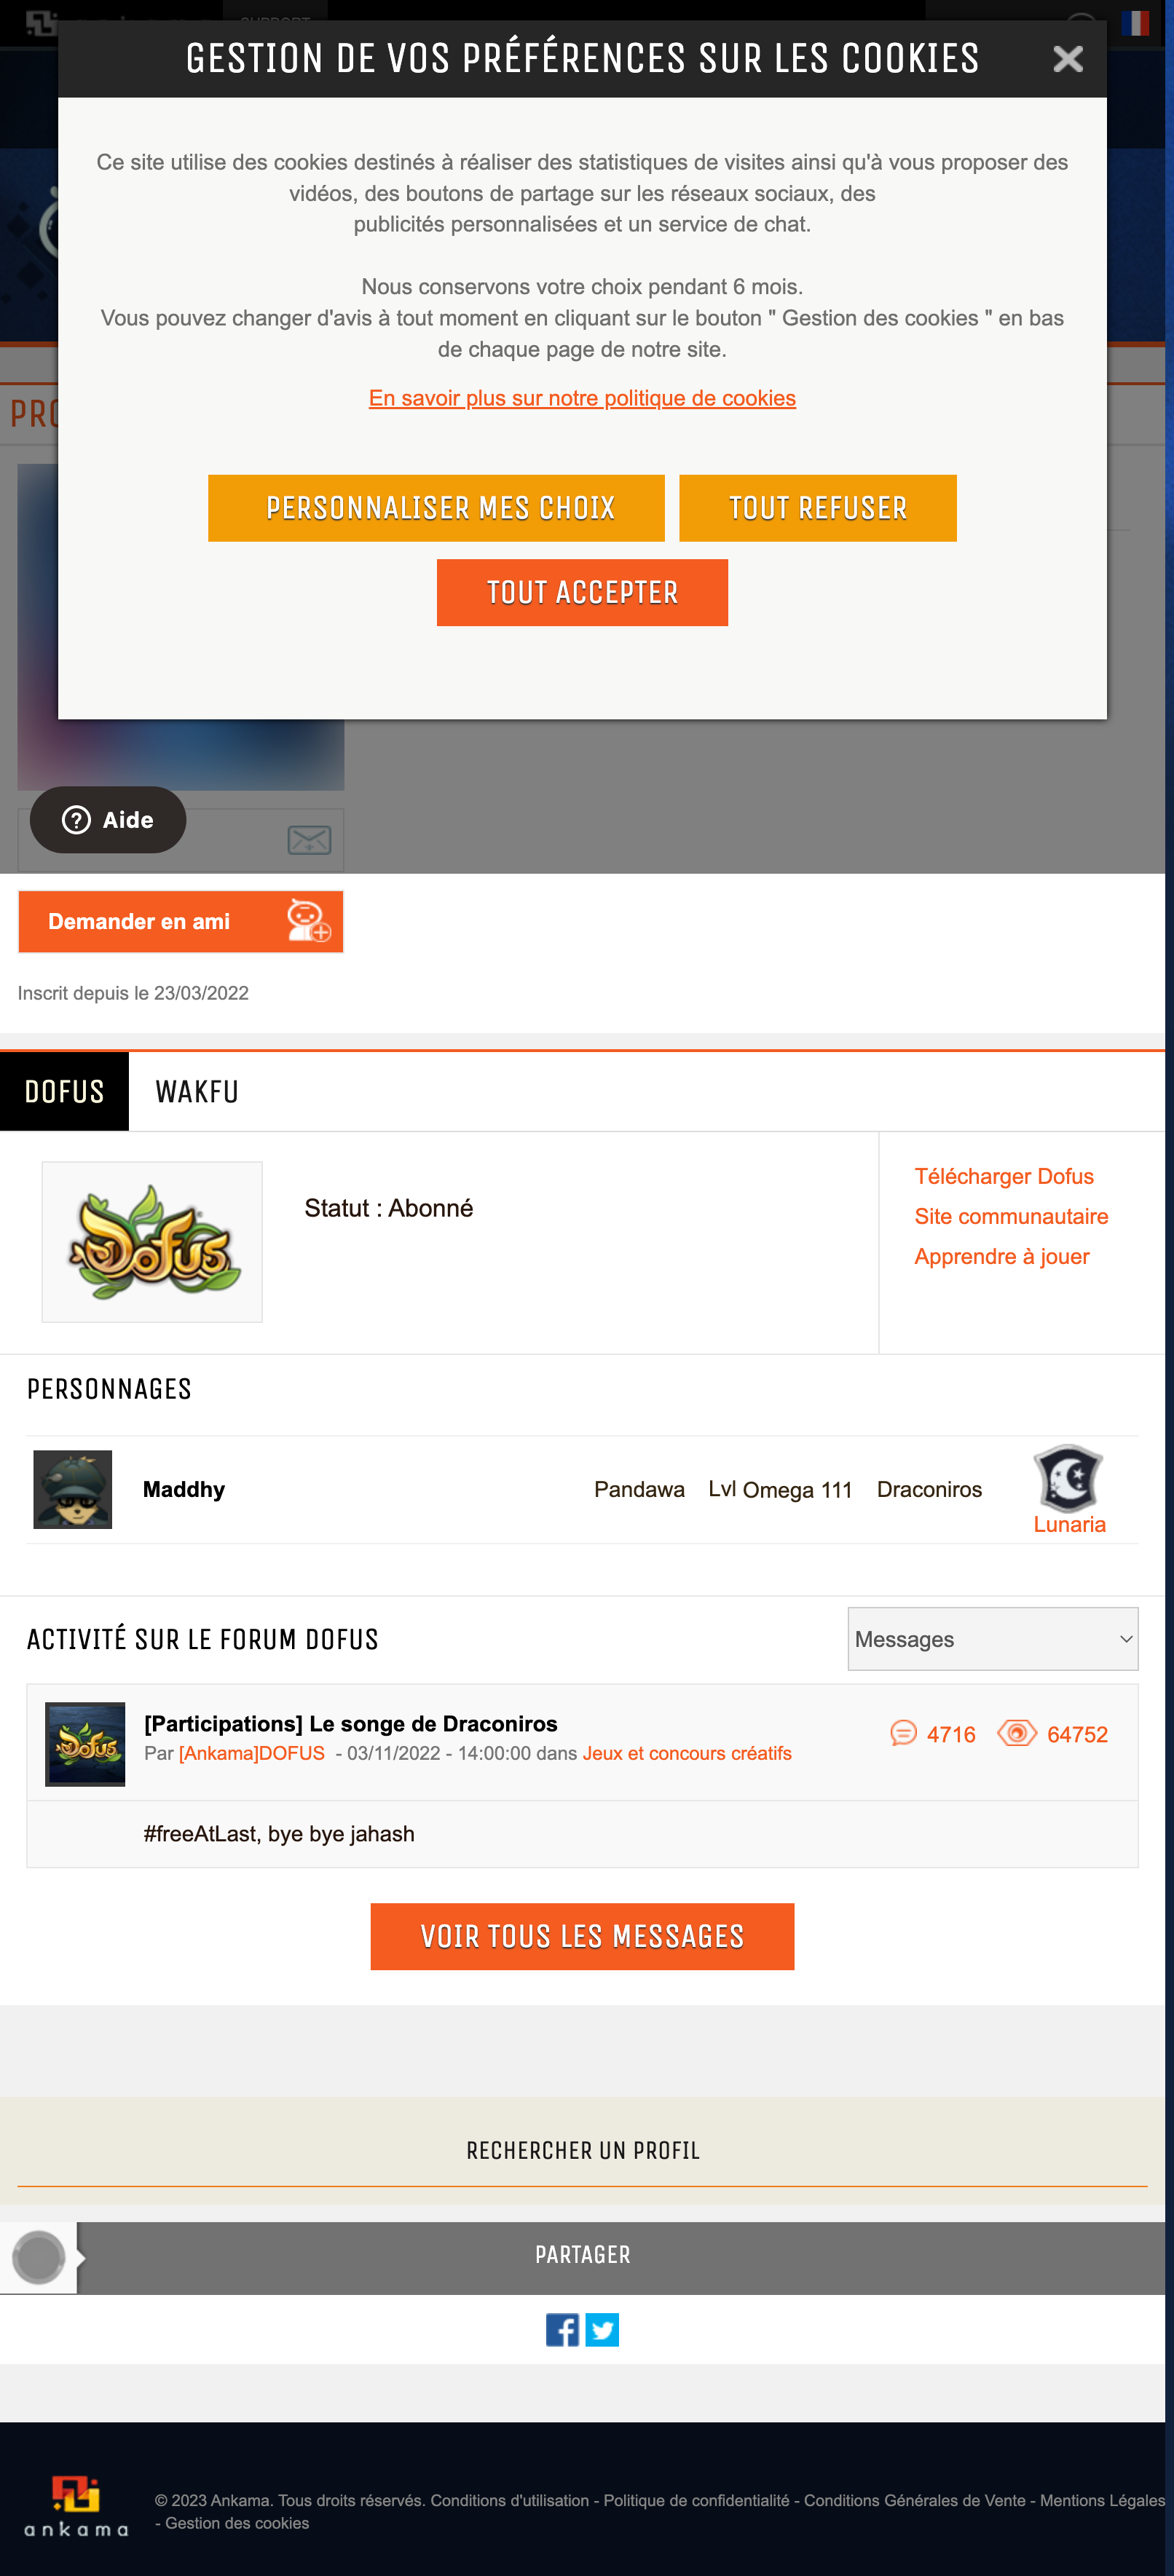 GESTION DE VOS PRÉFÉRENCES SUR LES COOKIES
Ce site utilise des cookies destinés à réaliser des statistiques de visites ainsi qu'à vous proposer des
vidéos, des boutons de partage sur les réseaux sociaux, des
publicités personnalisées et un service de chat.
Nous conservons votre choix pendant 6 mois.
Vous pouvez changer d'avis à tout moment en cliquant sur le bouton " Gestion des cookies " en bas
de chaque page de notre site.
En savoir plus sur notre politique de cookies
PERSONNALISER MES CHOIX
TOUT REFUSER
TOUT ACCEPTER
Aide
Demander en ami
Inscrit depuis le 23/03/2022
DOFUS
WAKFU
Dofus
Statut : Abonné
Télécharger Dofus
Site communautaire
Apprendre à jouer
PERSONNAGES
Maddhy
Pandawa
Lvl Omega 111
Draconiros
Lunaria
ACTIVITÉ SUR LE FORUM DOFUS
Messages
Dofus
[Participations] Le songe de Draconiros
4716
64752
Par [Ankama]DOFUS - 03/11/2022 - 14:00:00 dans Jeux et concours créatifs
#freeAtLast, bye bye jahash
VOIR TOUS LES MESSAGES
RECHERCHER UN PROFIL
PARTAGER
ankama
© 2023 Ankama. Tous droits réservés. Conditions d'utilisation - Politique de confidentialité - Conditions Générales de Vente - Mentions Légales
- Gestion des cookies